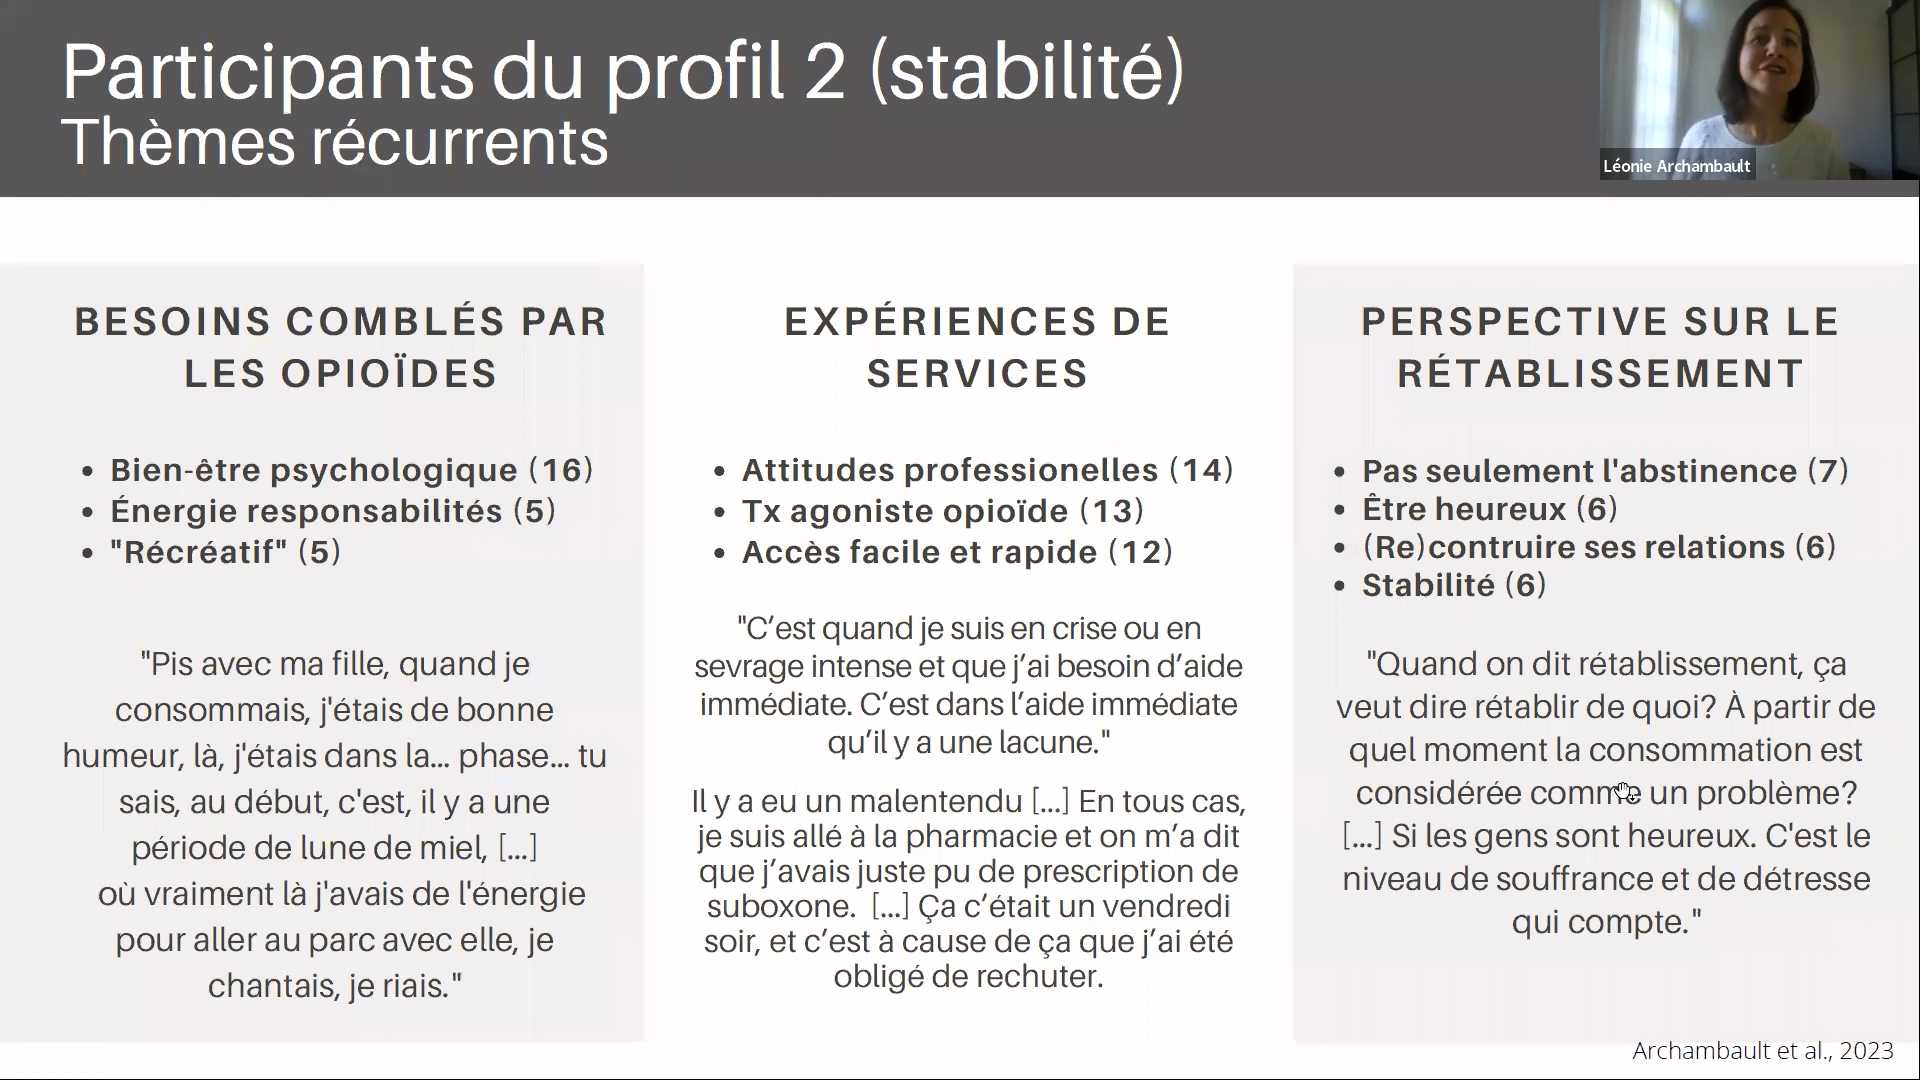 Participants du profil 2 (stabilité)
Thèmes récurrents
Léonie Archambault
BESOINS COMBLÉS PAR
LES OPIOÏDES
• Bien-être psychologique (16)
• Énergie responsabilités (5)
• "Récréatif" (5)
"Pis avec ma fille, quand je
consommais, j'étais de bonne
humeur, là, j'étais dans la... phase... tu
sais, au début, c'est, il y a une
période de lune de miel, [...]
où vraiment là j'avais de l'énergie
pour aller au parc avec elle, je
chantais, je riais."
EXPÉRIENCES DE
SERVICES
• Attitudes professionelles (14)
• Tx agoniste opioïde (13)
• Accès facile et rapide (12)
"C’est quand je suis en crise ou en
sevrage intense et que j’ai besoin d’aide
immédiate. C’est dans l’aide immédiate
qu’il y a une lacune."
Il y a eu un malentendu [...] En tous cas,
je suis allé à la pharmacie et on m’a dit
que j’avais juste pu de prescription de
suboxone. [...] Ça c’était un vendredi
soir, et c’est à cause de ça que j’ai été
obligé de rechuter.
PERSPECTIVE SUR LE
RÉTABLISSEMENT
• Pas seulement l'abstinence (7)
• Être heureux (6)
• (Re)contruire ses relations (6)
• Stabilité (6)
"Quand on dit rétablissement, ça
veut dire rétablir de quoi? À partir de
quel moment la consommation est
considérée comme un problème?
[...] Si les gens sont heureux. C'est le
niveau de souffrance et de détresse
qui compte."
Archambault et al., 2023